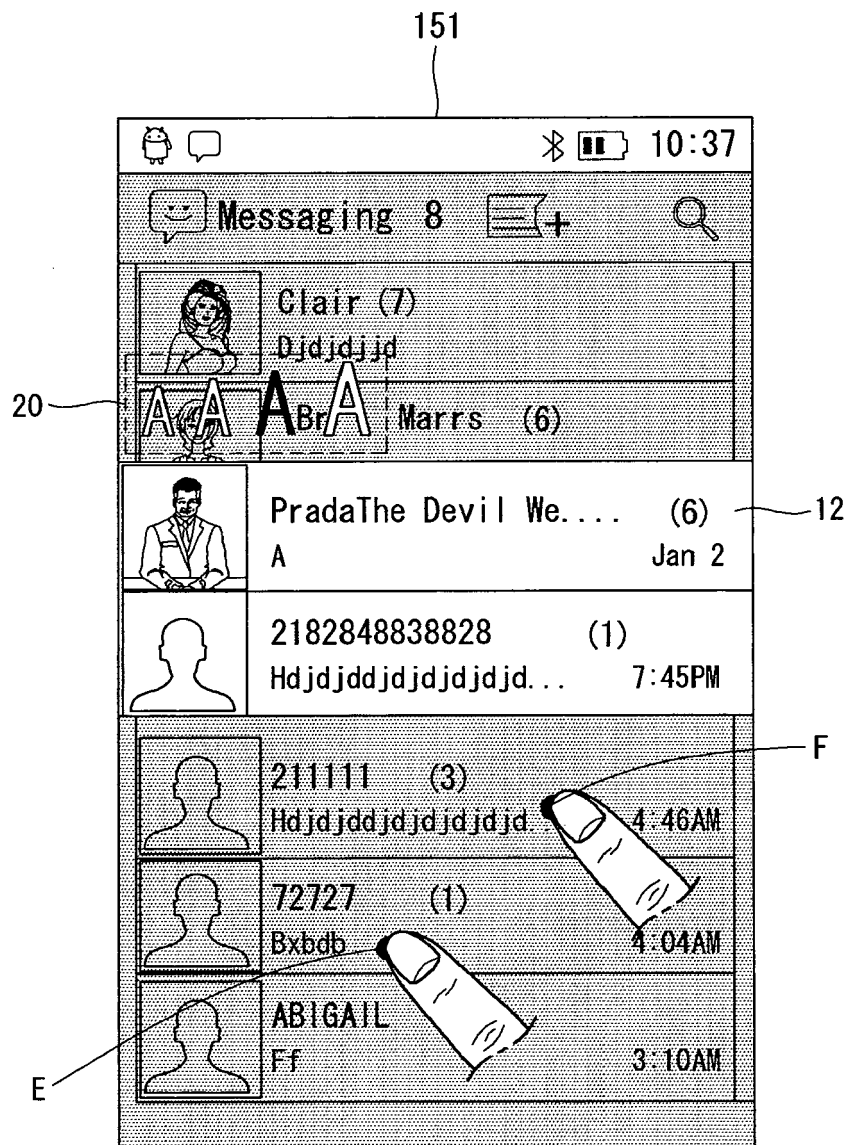 151
10:37
Messaging 8
Clair (7)
Djdjdjjd
20
A A A Br A Marrs (6)
PradaThe Devil We.... (6)
12
A Jan 2
2182848838828 (1)
Hdjdjddjdjdjdjdjd... 7:45PM
F
211111 (3)
Hdjdjddjdjdjdjdjd.. 4:46AM
72727 (1)
Bxbdb 4:04AM
ABIGAIL
Ff 3:10AM
E